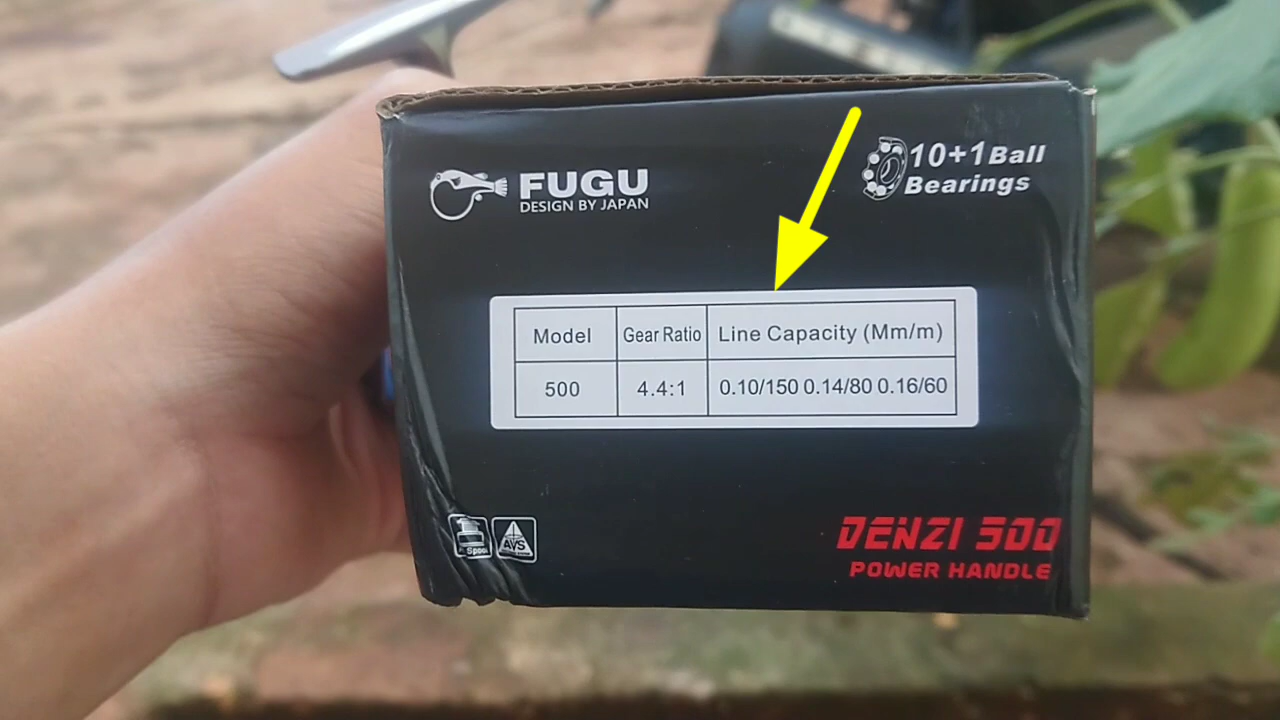 FUGU
DESIGN BY JAPAN
10+1 Ball
Bearings
Model Gear Ratio Line Capacity (Mm/m)
500 4.4:1 0.10/150 0.14/80 0.16/60
Spool
AVS
DENZI 500
POWER HANDLE